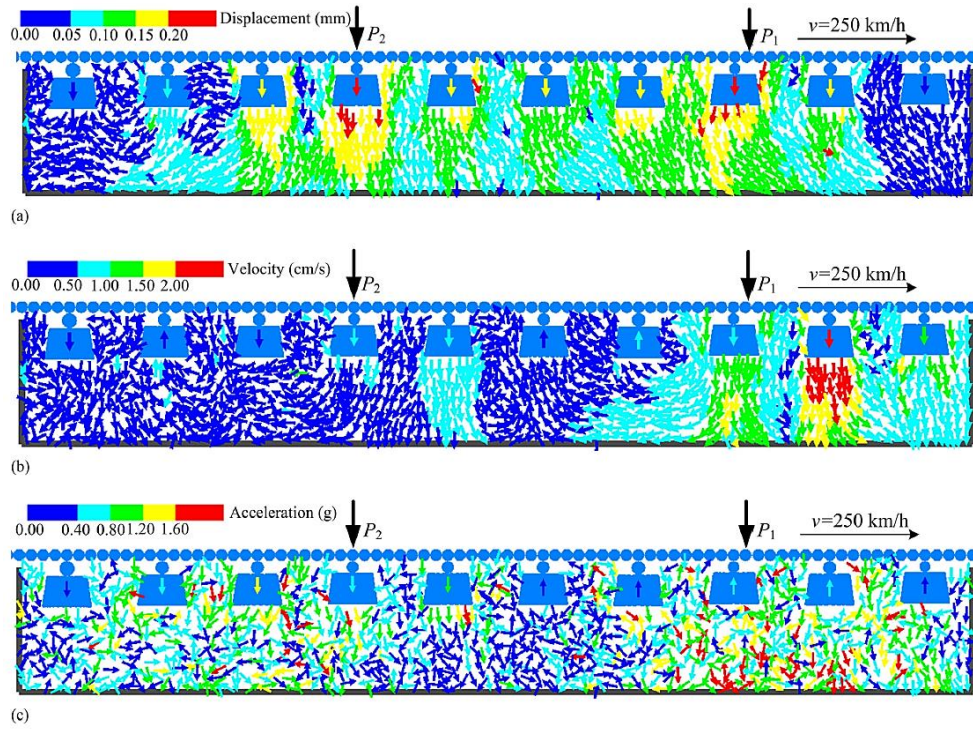 Displacement (mm)
0.00 0.05 0.10 0.15 0.20
P2
P1
v=250 km/h
(a)
Velocity (cm/s)
0.00 0.50 1.00 1.50 2.00
P2
P1
v=250 km/h
(b)
Acceleration (g)
0.00 0.40 0.80 1.20 1.60
P2
P1
v=250 km/h
(c)